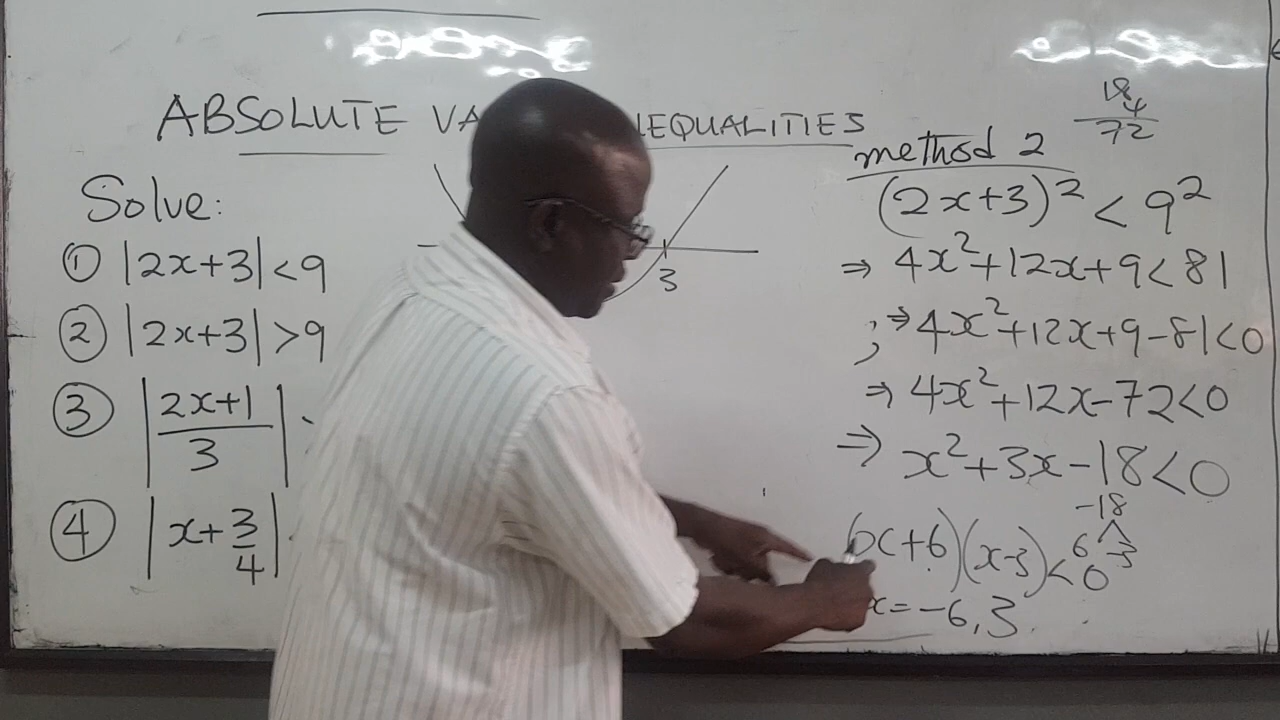 ABSOLUTE VA EQUALITIES
Solve:
① |2x+3|<9
② |2x+3|>9
③ |2x+1/3|
④ |x+3/4|
3
18
4
72
method 2
(2x+3)² < 9²
⇒ 4x²+12x+9<81
;⇒ 4x²+12x+9-81<0
⇒ 4x²+12x-72<0
⇒ x²+3x-18<0
-18
6 -3
(x+6)(x-3)<0
x=-6,3